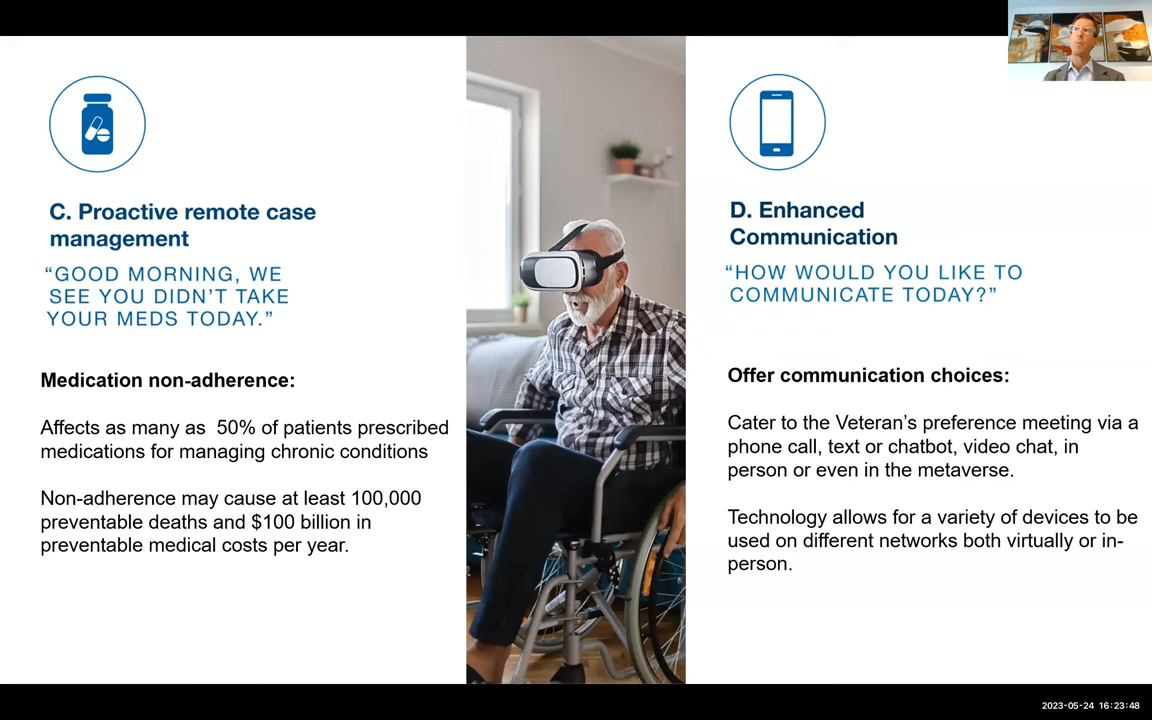 C. Proactive remote case
management
“GOOD MORNING, WE
SEE YOU DIDN’T TAKE
YOUR MEDS TODAY.”
Medication non-adherence:
Affects as many as  50% of patients prescribed
medications for managing chronic conditions
Non-adherence may cause at least 100,000
preventable deaths and $100 billion in
preventable medical costs per year.
D. Enhanced
Communication
“HOW WOULD YOU LIKE TO
COMMUNICATE TODAY?”
Offer communication choices:
Cater to the Veteran’s preference meeting via a
phone call, text or chatbot, video chat, in
person or even in the metaverse.
Technology allows for a variety of devices to be
used on different networks both virtually or in-
person.
2023-05-24 16:23:48